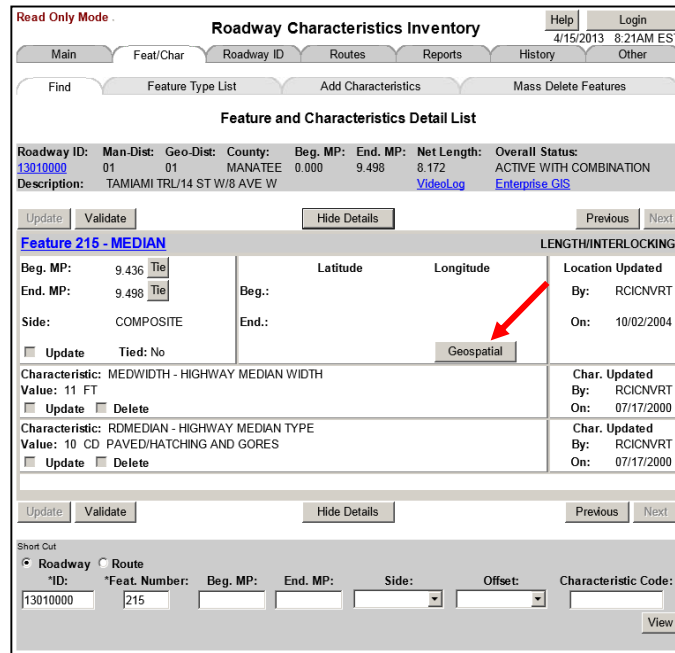 Read Only Mode .
Roadway Characteristics Inventory
Help Login
4/15/2013 8:21AM EST
Main Feat/Char Roadway ID Routes Reports History Other
Find Feature Type List Add Characteristics Mass Delete Features
Feature and Characteristics Detail List
Roadway ID: Man-Dist: Geo-Dist: County: Beg. MP: End. MP: Net Length: Overall Status:
13010000 01 01 MANATEE 0.000 9.498 8.172 ACTIVE WITH COMBINATION
Description: TAMIAMI TRL/14 ST W/8 AVE W VideoLog Enterprise GIS
Update Validate Hide Details Previous Next
Feature 215 - MEDIAN LENGTH/INTERLOCKING
Beg. MP: 9.436 Tie Latitude Longitude Location Updated
End. MP: 9.498 Tie Beg.: By: RCICNVRT
Side: COMPOSITE End.: On: 10/02/2004
Update Tied: No Geospatial
Characteristic: MEDWIDTH - HIGHWAY MEDIAN WIDTH Char. Updated
Value: 11 FT By: RCICNVRT
Update Delete On: 07/17/2000
Characteristic: RDMEDIAN - HIGHWAY MEDIAN TYPE Char. Updated
Value: 10 CD PAVED/HATCHING AND GORES By: RCICNVRT
Update Delete On: 07/17/2000
Update Validate Hide Details Previous Next
Short Cut
Roadway Route
*ID: *Feat. Number: Beg. MP: End. MP: Side: Offset: Characteristic Code:
13010000 215
View